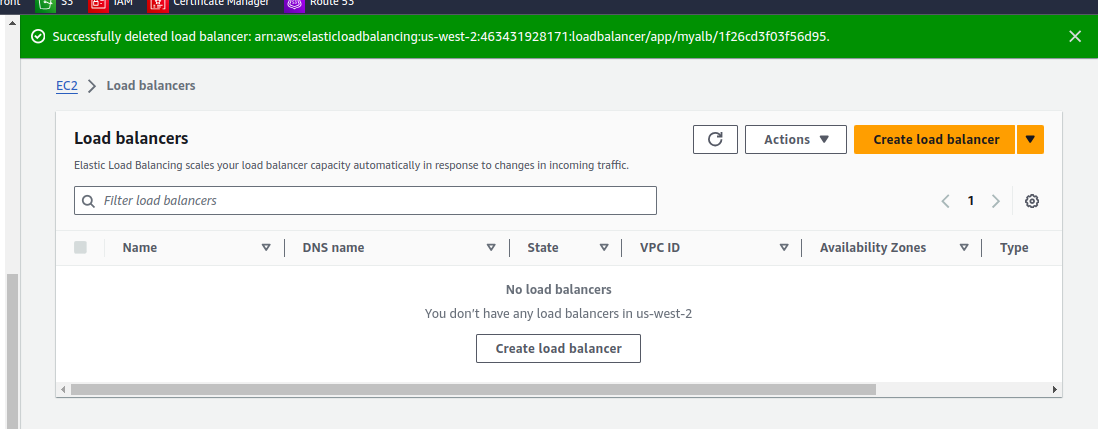 ront S3 IAM Certificate Manager Route 53
Successfully deleted load balancer: arn:aws:elasticloadbalancing:us-west-2:463431928171:loadbalancer/app/myalb/1f26cd3f03f56d95.
EC2 Load balancers
Load balancers
Actions
Create load balancer
Elastic Load Balancing scales your load balancer capacity automatically in response to changes in incoming traffic.
Filter load balancers
1
Name DNS name State VPC ID Availability Zones Type
No load balancers
You don't have any load balancers in us-west-2
Create load balancer